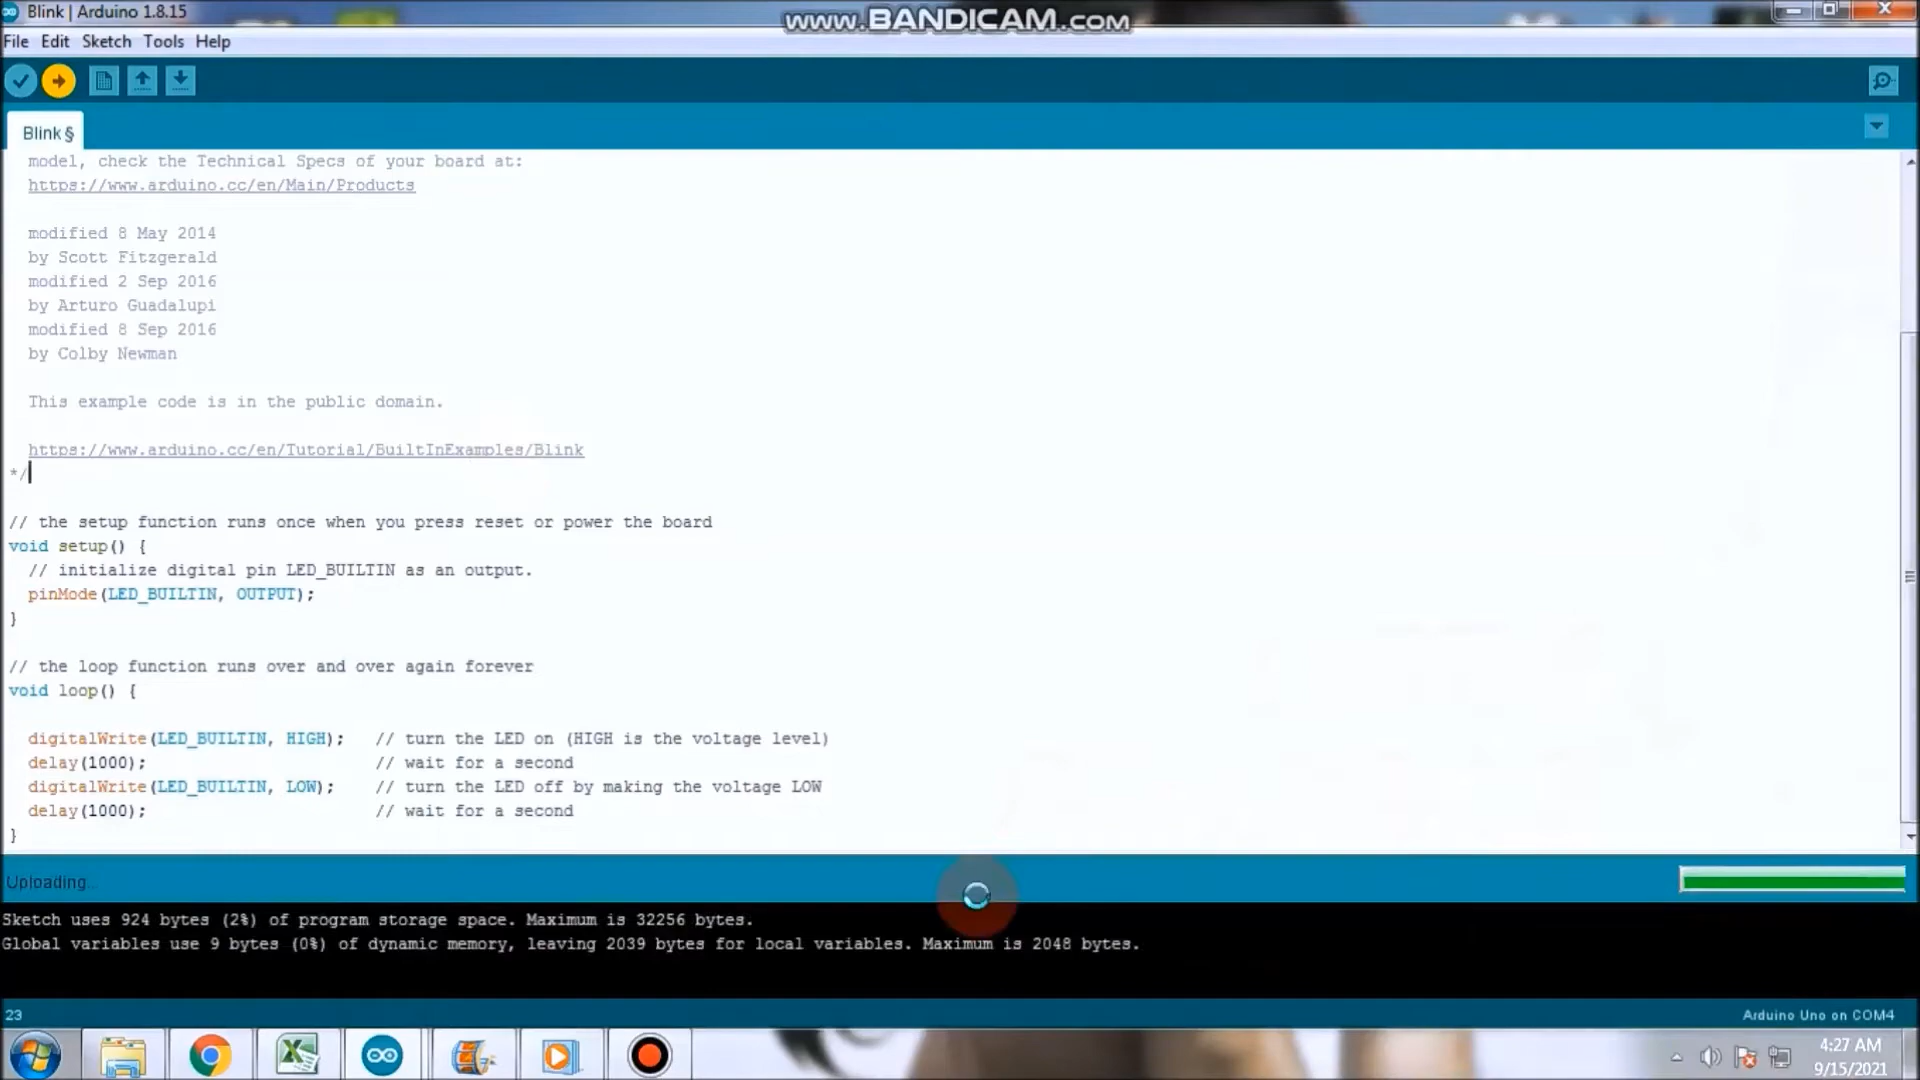 Blink | Arduino 1.8.15
www.BANDICAM.com
File Edit Sketch Tools Help
Blink §
model, check the Technical Specs of your board at:
https://www.arduino.cc/en/Main/Products
modified 8 May 2014
by Scott Fitzgerald
modified 2 Sep 2016
by Arturo Guadalupi
modified 8 Sep 2016
by Colby Newman
This example code is in the public domain.
https://www.arduino.cc/en/Tutorial/BuiltInExamples/Blink
*/
// the setup function runs once when you press reset or power the board
void setup() {
// initialize digital pin LED_BUILTIN as an output.
pinMode(LED_BUILTIN, OUTPUT);
}
// the loop function runs over and over again forever
void loop() {
digitalWrite(LED_BUILTIN, HIGH); // turn the LED on (HIGH is the voltage level)
delay(1000); // wait for a second
digitalWrite(LED_BUILTIN, LOW); // turn the LED off by making the voltage LOW
delay(1000); // wait for a second
}
Uploading...
Sketch uses 924 bytes (2%) of program storage space. Maximum is 32256 bytes.
Global variables use 9 bytes (0%) of dynamic memory, leaving 2039 bytes for local variables. Maximum is 2048 bytes.
23
Arduino Uno on COM4
4:27 AM
9/15/2021